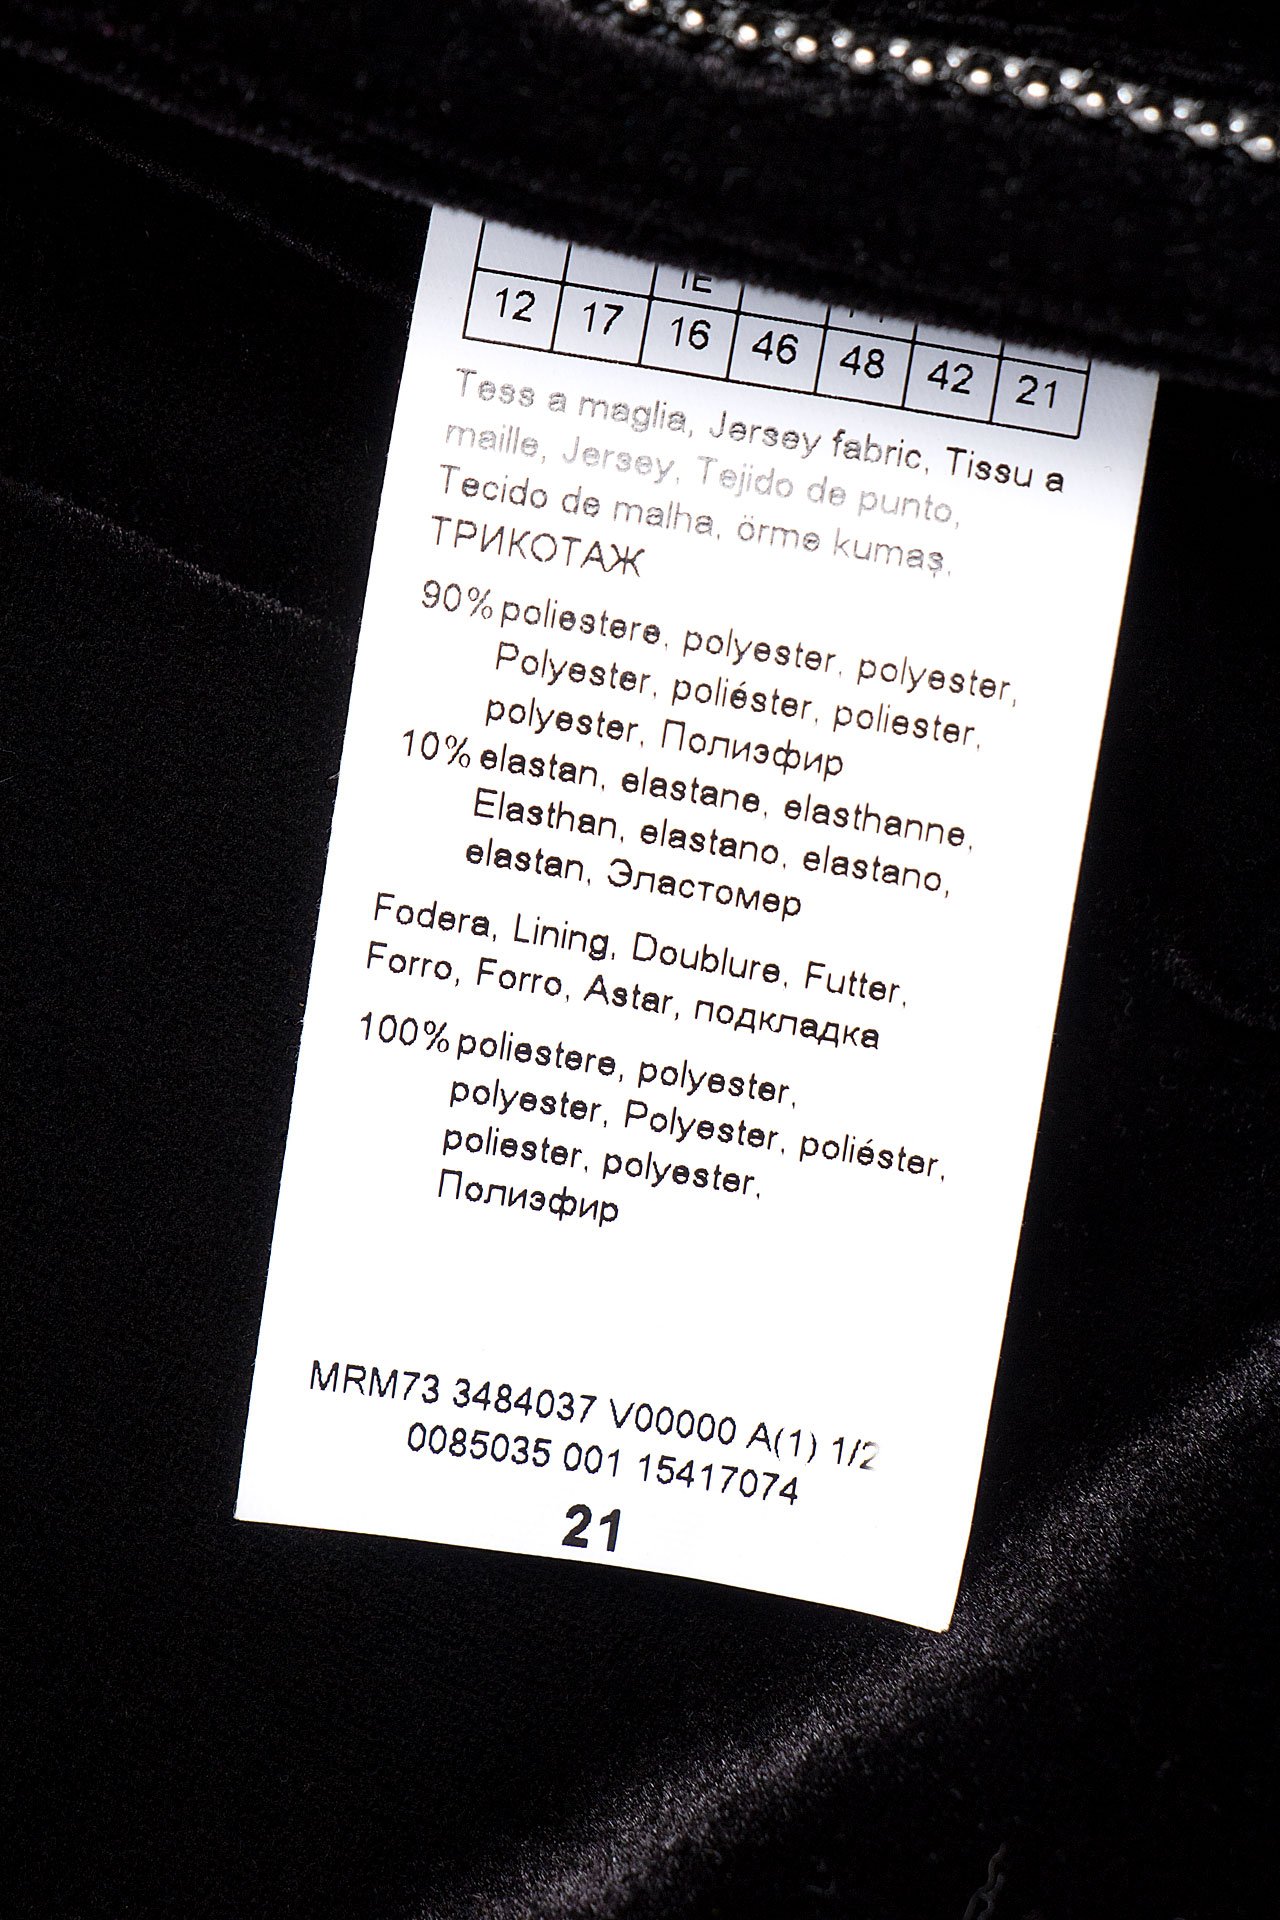 IE
12 17 16 46 48 42 21
Tess a maglia, Jersey fabric, Tissu a
maille, Jersey, Tejido de punto,
Tecido de malha, örme kumaş,
ТРИКОТАЖ
90% poliestere, polyester, polyester,
Polyester, poliéster, poliester,
polyester, Полиэфир
10% elastan, elastane, elasthanne,
Elasthan, elastano, elastano,
elastan, Эластомер
Fodera, Lining, Doublure, Futter,
Forro, Forro, Astar, подкладка
100% poliestere, polyester,
polyester, Polyester, poliéster,
poliester, polyester,
Полиэфир
MRM73 3484037 V00000 A(1) 1/2
0085035 001 15417074
21